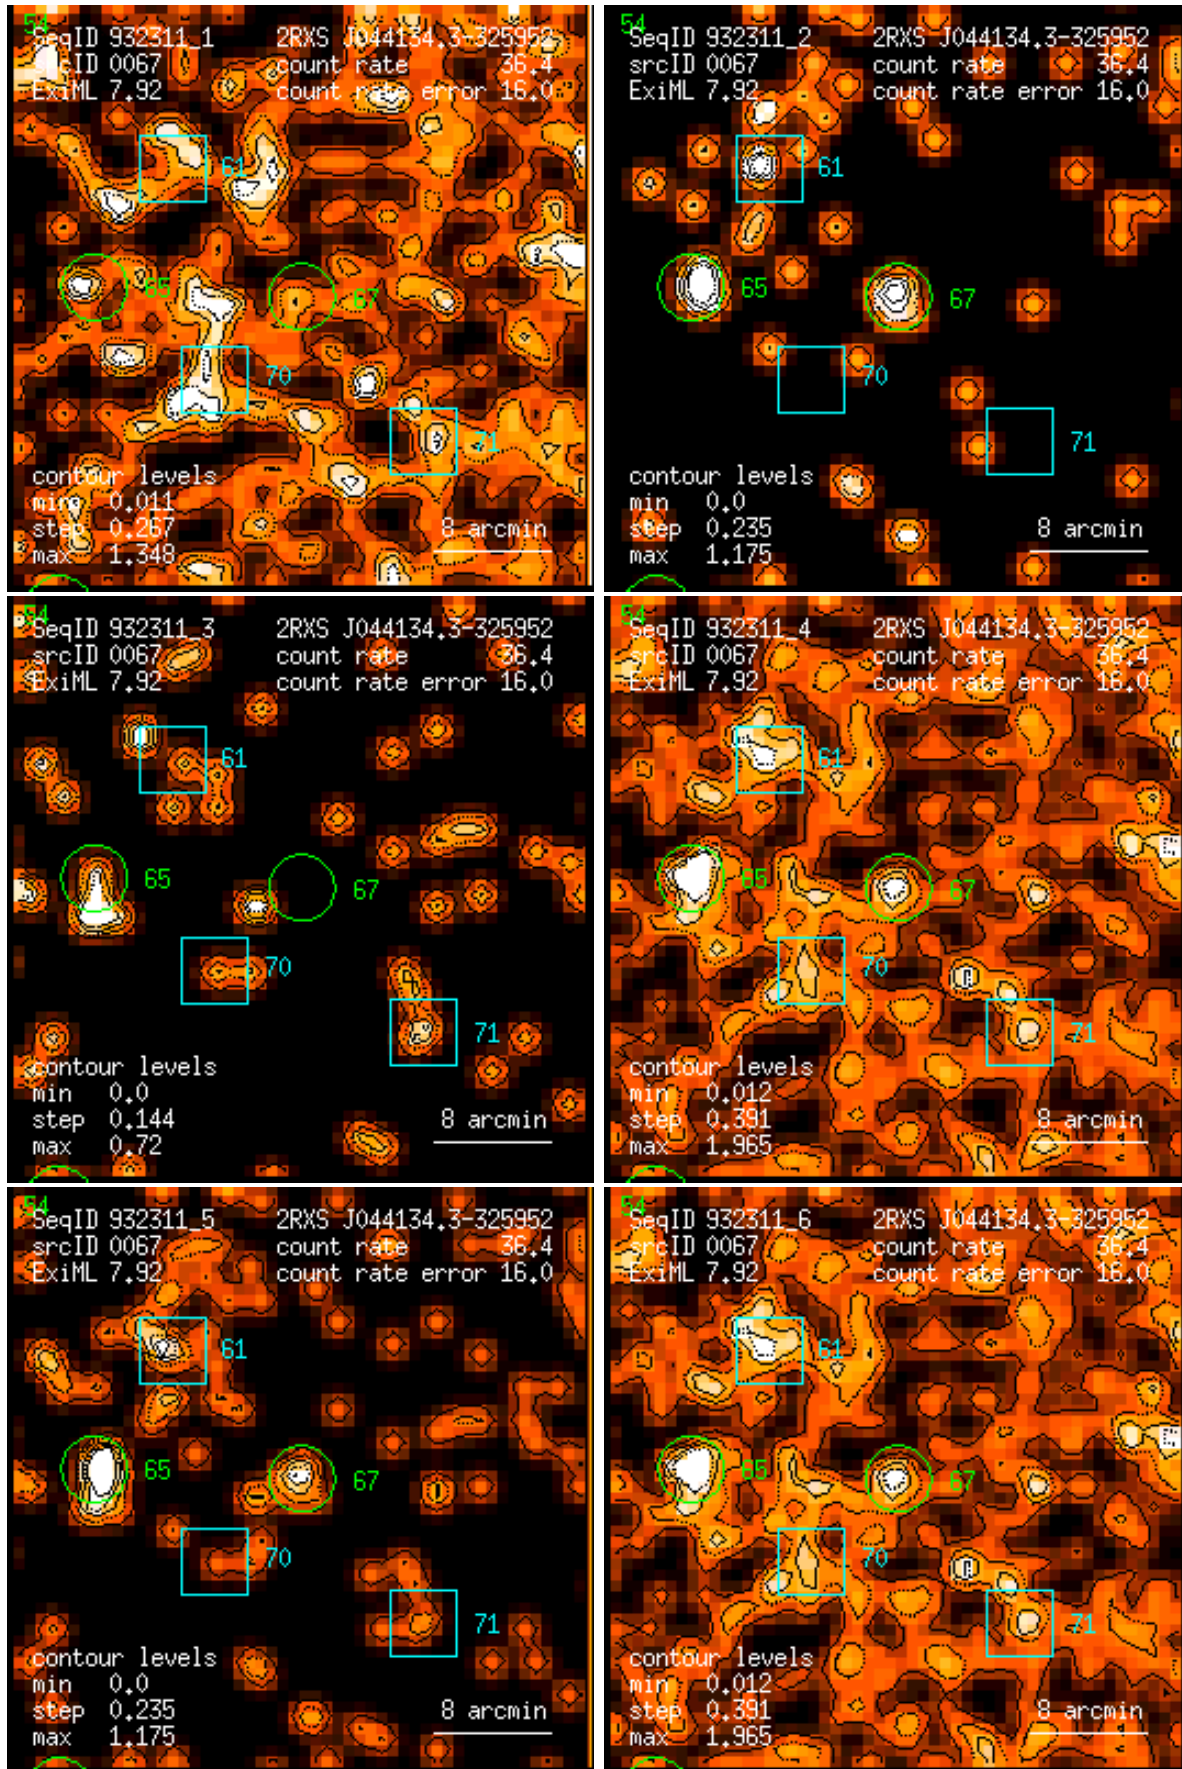 54
SeqID 932311_1 2RXS J044134.3-325952
srcID 0067 count rate 36.4
ExiML 7.92 count rate error 16.0
61
65
67
70
71
contour levels
min 0.011
step 0.267 8 arcmin
max 1.348
54
SeqID 932311_2 2RXS J044134.3-325952
srcID 0067 count rate 36.4
ExiML 7.92 count rate error 16.0
61
65
67
70
71
contour levels
min 0.0
step 0.235 8 arcmin
max 1.175
54
SeqID 932311_3 2RXS J044134.3-325952
srcID 0067 count rate 36.4
ExiML 7.92 count rate error 16.0
61
65
67
70
71
contour levels
min 0.0
step 0.144 8 arcmin
max 0.72
54
SeqID 932311_4 2RXS J044134.3-325952
srcID 0067 count rate 36.4
ExiML 7.92 count rate error 16.0
61
65
67
70
71
contour levels
min 0.012
step 0.391 8 arcmin
max 1.965
54
SeqID 932311_5 2RXS J044134.3-325952
srcID 0067 count rate 36.4
ExiML 7.92 count rate error 16.0
61
65
67
70
71
contour levels
min 0.0
step 0.235 8 arcmin
max 1.175
54
SeqID 932311_6 2RXS J044134.3-325952
srcID 0067 count rate 36.4
ExiML 7.92 count rate error 16.0
61
65
67
70
71
contour levels
min 0.012
step 0.391 8 arcmin
max 1.965